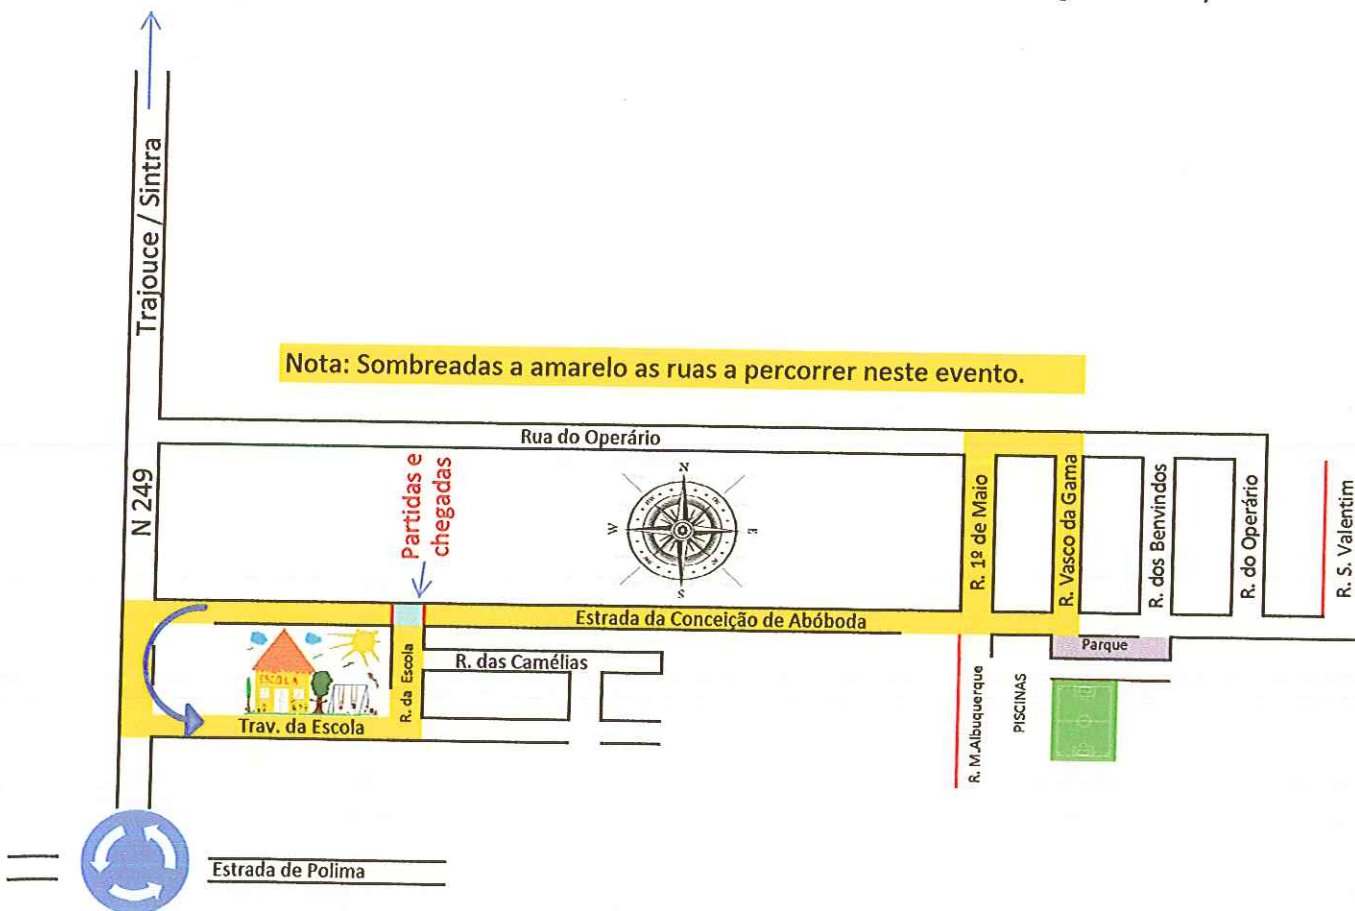 Trajouce / Sintra
Nota: Sombreadas a amarelo as ruas a percorrer neste evento.
Rua do Operário
N 249
Partidas e
chegadas
N
W
E
S
R. 1º de Maio
R. Vasco da Gama
R. dos Benvindos
R. do Operário
R. S. Valentim
Estrada da Conceição de Abóboda
ESCOLA
R. da Escola
R. das Camélias
Trav. da Escola
R. M.Albuquerque
PISCINAS
Parque
Estrada de Polima